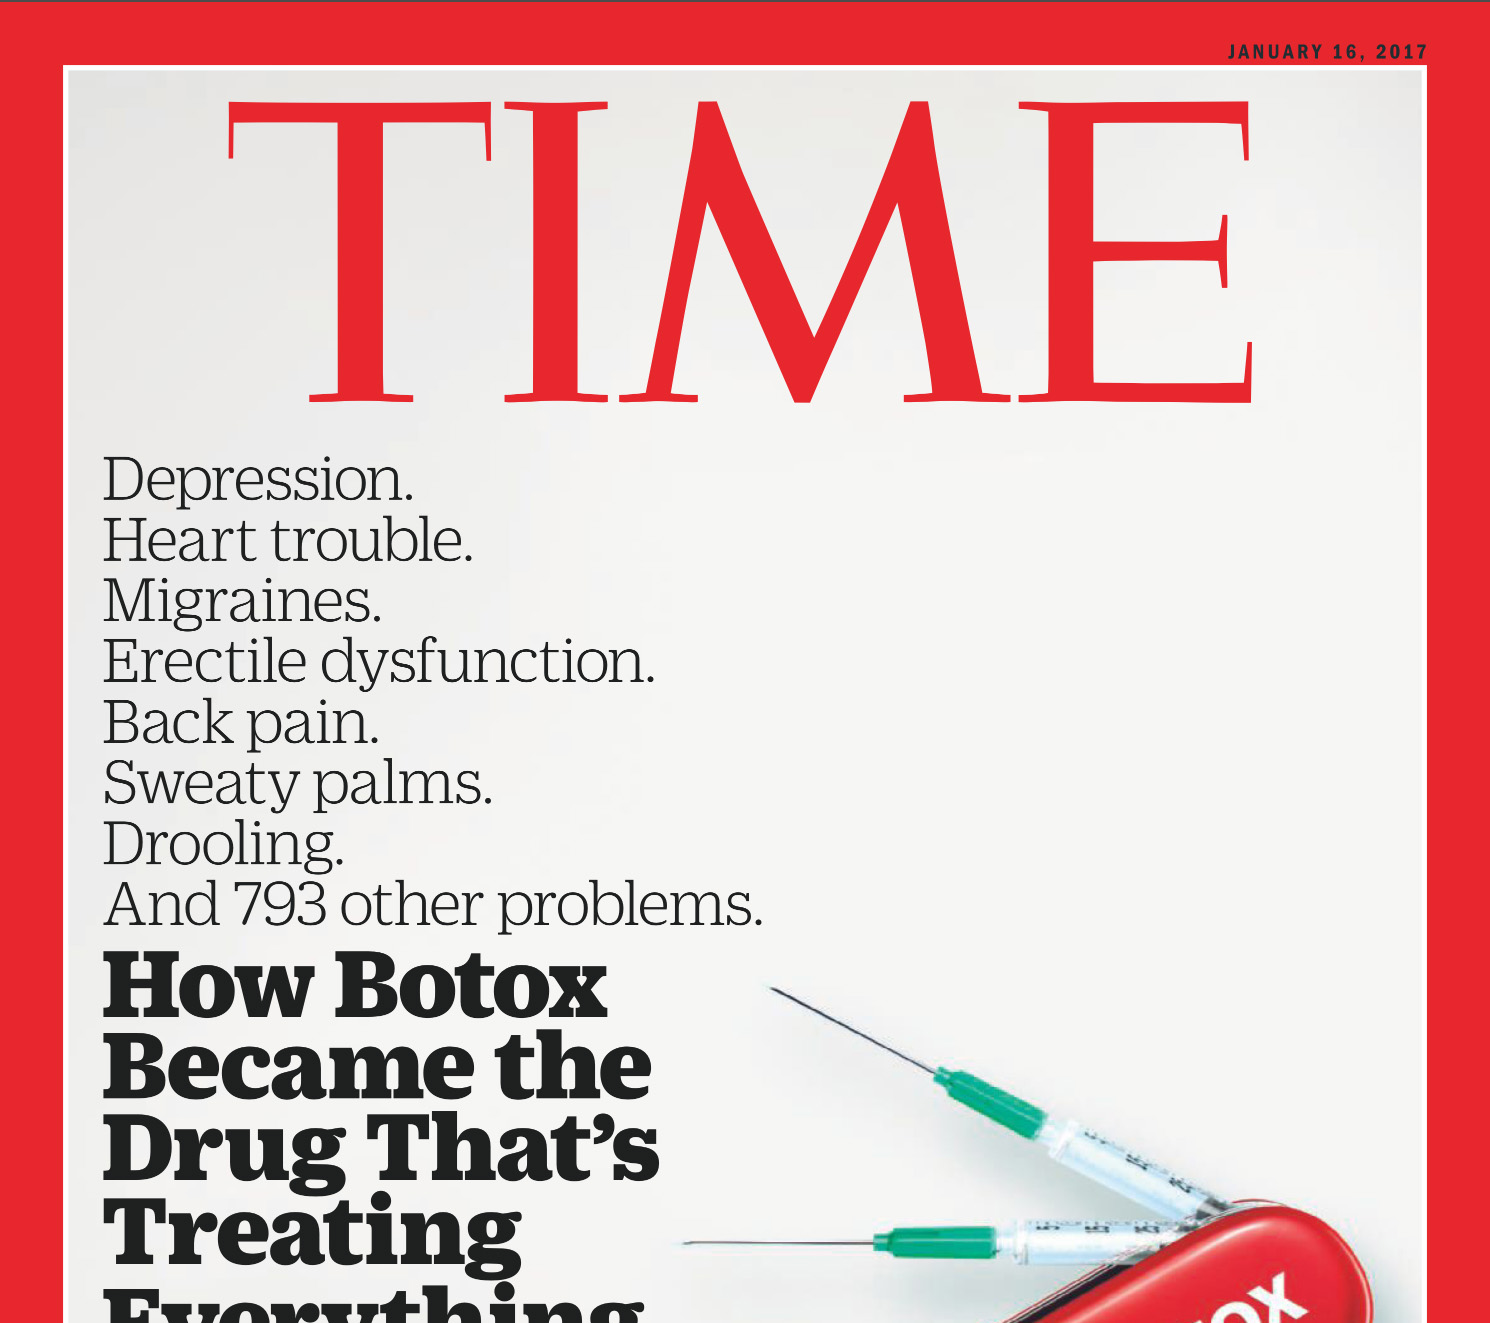 JANUARY 16, 2017
TIME
Depression.
Heart trouble.
Migraines.
Erectile dysfunction.
Back pain.
Sweaty palms.
Drooling.
And 793 other problems.
How Botox
Became the
Drug That’s
Treating
Everything